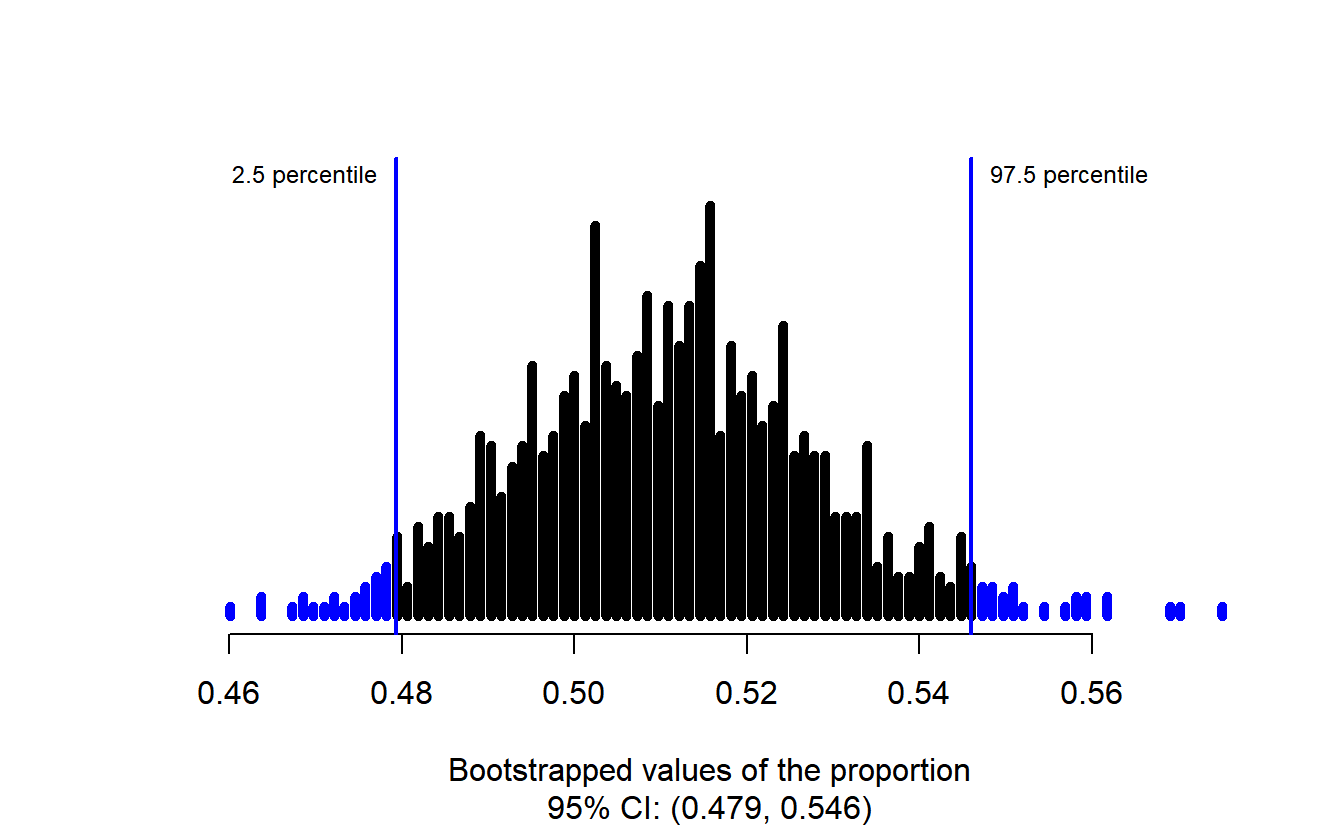 2.5 percentile
97.5 percentile
0.46 0.48 0.50 0.52 0.54 0.56
Bootstrapped values of the proportion
95% CI: (0.479, 0.546)